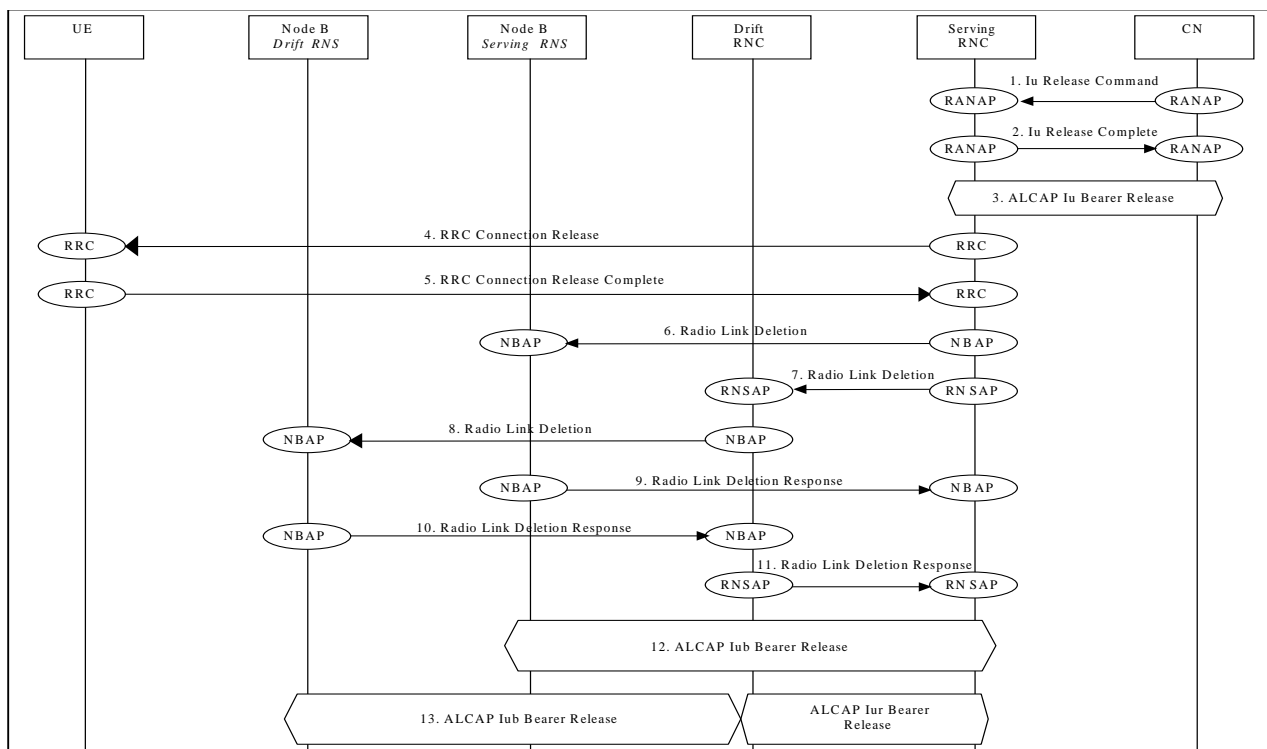 UE
Node B
Drift RNS
Node B
Serving RNS
Drift
RNC
Serving
RNC
CN
1. Iu Release Command
RANAP
RANAP
2. Iu Release Complete
RANAP
RANAP
3. ALCAP Iu Bearer Release
4. RRC Connection Release
RRC
RRC
5. RRC Connection Release Complete
RRC
RRC
6. Radio Link Deletion
NBAP
NBAP
7. Radio Link Deletion
RNSAP
RNSAP
8. Radio Link Deletion
NBAP
NBAP
9. Radio Link Deletion Response
NBAP
NBAP
10. Radio Link Deletion Response
NBAP
NBAP
11. Radio Link Deletion Response
RNSAP
RNSAP
12. ALCAP Iub Bearer Release
13. ALCAP Iub Bearer Release
ALCAP Iur Bearer
Release